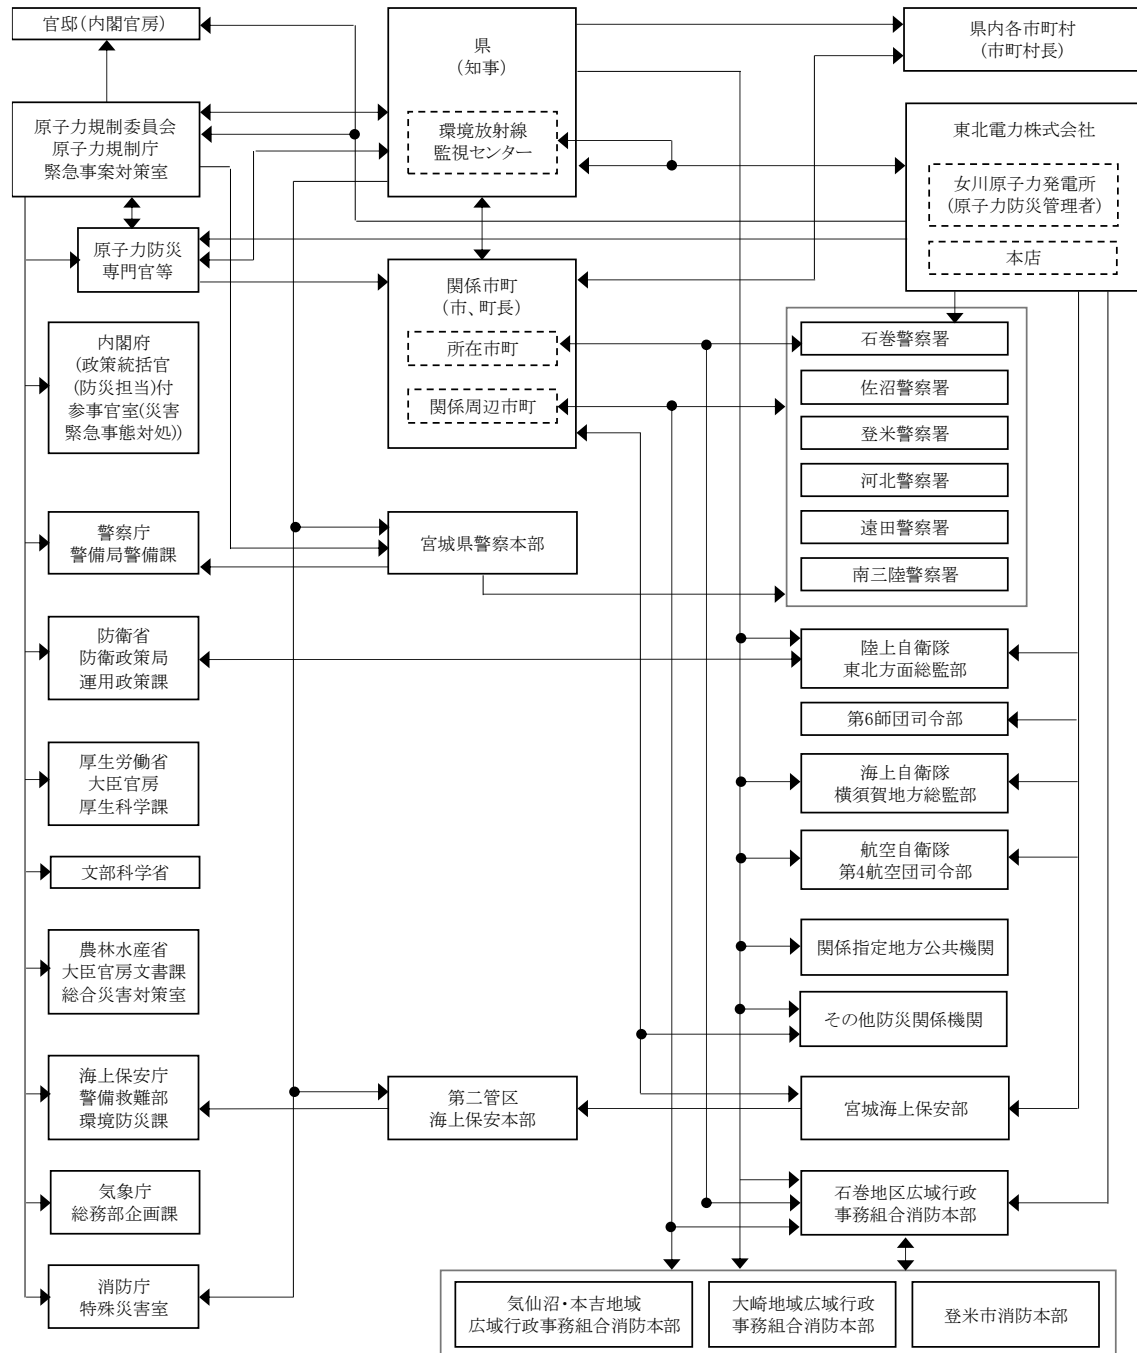 官邸(内閣官房)
県
(知事)
環境放射線
監視センター
県内各市町村
(市町村長)
原子力規制委員会
原子力規制庁
緊急事案対策室
東北電力株式会社
女川原子力発電所
(原子力防災管理者)
本店
原子力防災
専門官等
関係市町
(市、町長)
所在市町
関係周辺市町
内閣府
(政策統括官
(防災担当)付
参事官室(災害
緊急事態対処))
石巻警察署
佐沼警察署
登米警察署
河北警察署
遠田警察署
南三陸警察署
警察庁
警備局警備課
宮城県警察本部
防衛省
防衛政策局
運用政策課
陸上自衛隊
東北方面総監部
第6師団司令部
厚生労働省
大臣官房
厚生科学課
海上自衛隊
横須賀地方総監部
文部科学省
航空自衛隊
第4航空団司令部
農林水産省
大臣官房文書課
総合災害対策室
関係指定地方公共機関
その他防災関係機関
海上保安庁
警備救難部
環境防災課
第二管区
海上保安本部
宮城海上保安部
気象庁
総務部企画課
石巻地区広域行政
事務組合消防本部
消防庁
特殊災害室
気仙沼・本吉地域
広域行政事務組合消防本部
大崎地域広域行政
事務組合消防本部
登米市消防本部